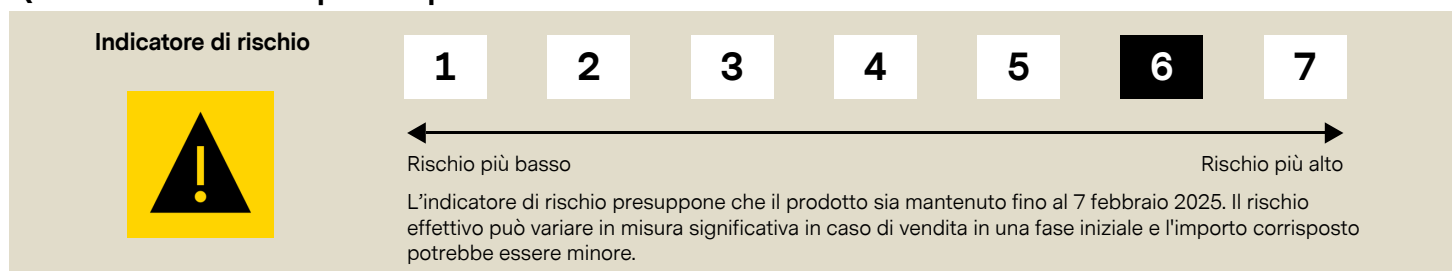 Indicatore di rischio
1 2 3 4 5 6 7
Rischio più basso Rischio più alto
L'indicatore di rischio presuppone che il prodotto sia mantenuto fino al 7 febbraio 2025. Il rischio
effettivo può variare in misura significativa in caso di vendita in una fase iniziale e l'importo corrisposto
potrebbe essere minore.